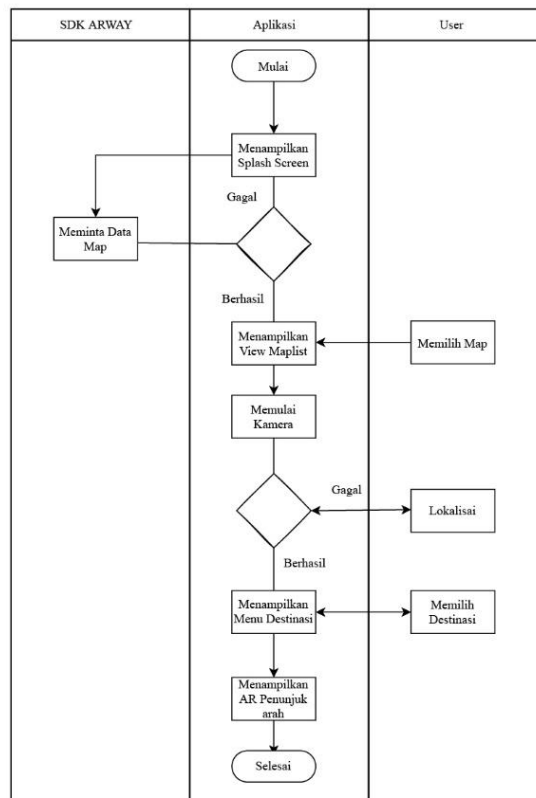 SDK ARWAY
Aplikasi
User
Mulai
Menampilkan
Splash Screen
Gagal
Meminta Data
Map
Berhasil
Menampilkan
View Maplist
Memilih Map
Memulai
Kamera
Gagal
Lokalisai
Berhasil
Menampilkan
Menu Destinasi
Memilih
Destinasi
Menampilkan
AR Penunjuk
arah
Selesai